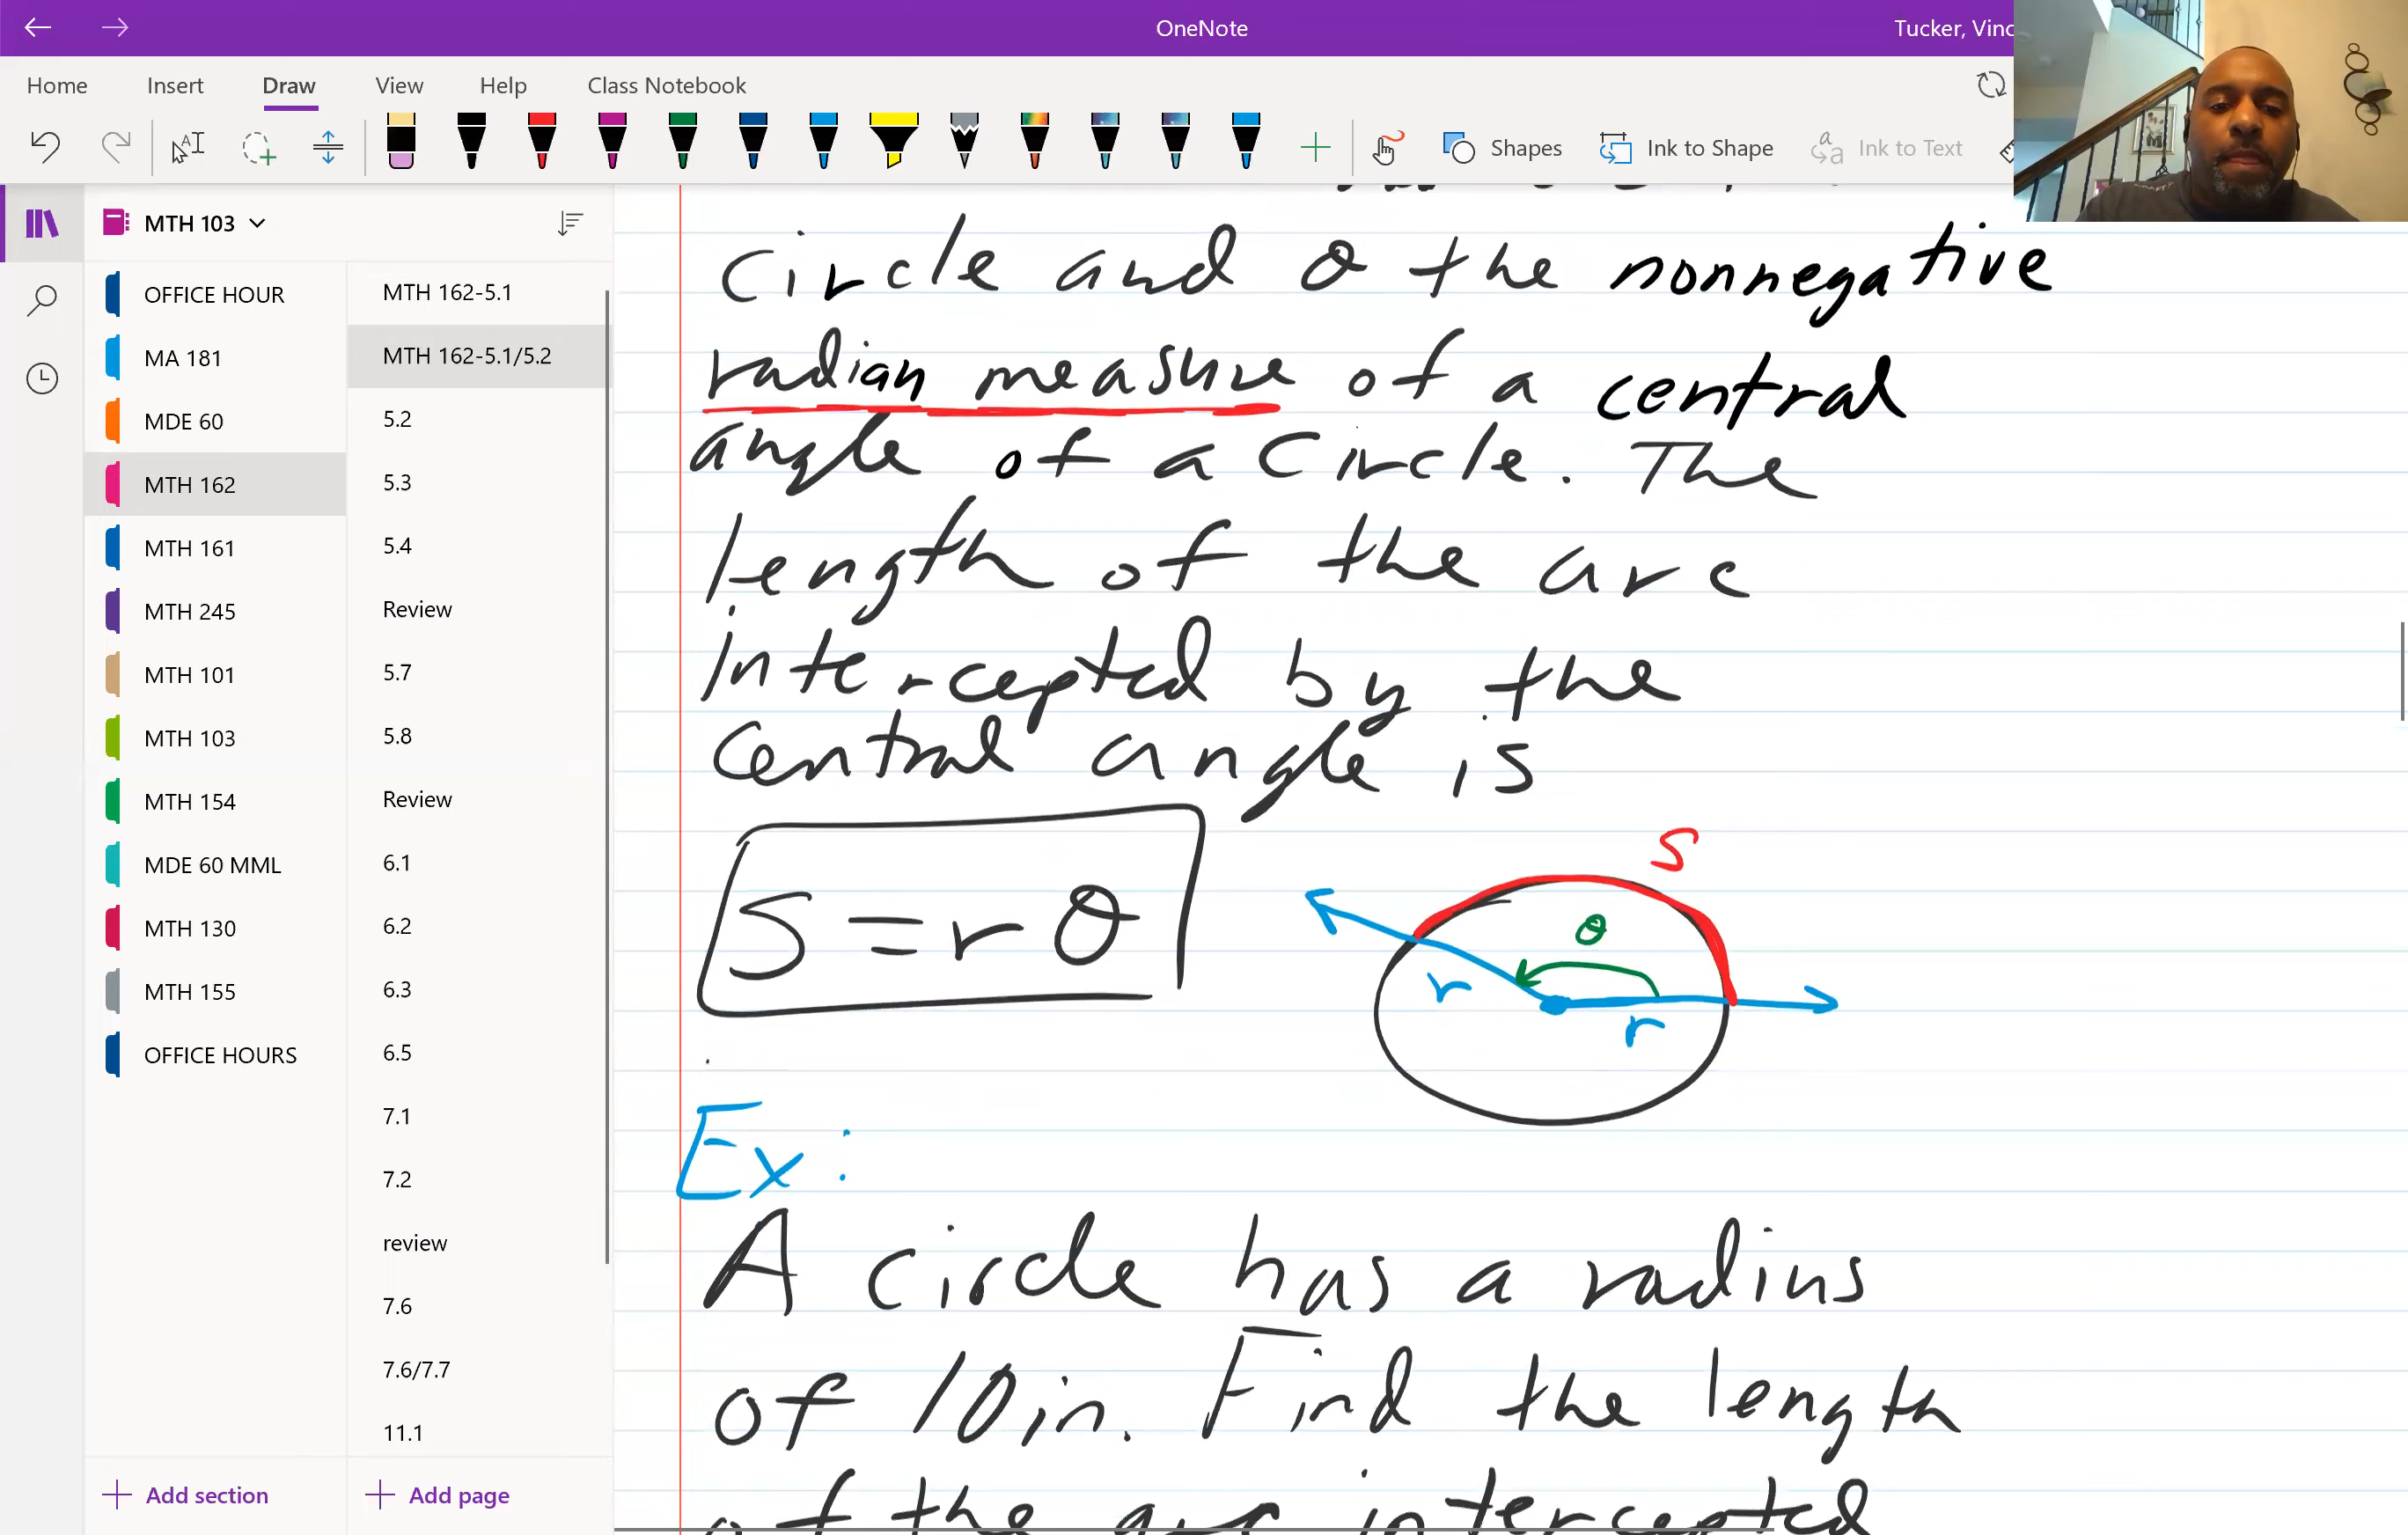 OneNote
Tucker, Vinc
Home Insert Draw View Help Class Notebook
Shapes Ink to Shape Ink to Text
MTH 103
OFFICE HOUR
MA 181
MDE 60
MTH 162
MTH 161
MTH 245
MTH 101
MTH 103
MTH 154
MDE 60 MML
MTH 130
MTH 155
OFFICE HOURS
Add section
MTH 162-5.1
MTH 162-5.1/5.2
5.2
5.3
5.4
Review
5.7
5.8
Review
6.1
6.2
6.3
6.5
7.1
7.2
review
7.6
7.6/7.7
11.1
Add page
circle and θ the nonnegative
radian measure of a central
angle of a circle. The
length of the arc
intercepted by the
central angle is
S = r θ
S
θ
r
r
Ex:
A circle has a radius
of 10in. Find the length
of the arc intercepted